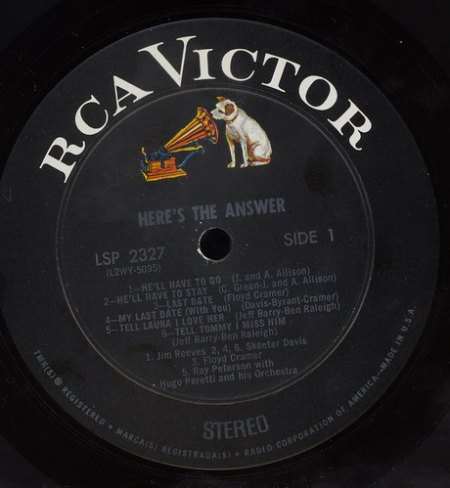 RCA VICTOR
HERE'S THE ANSWER
LSP 2327
(L2WY-5095)
SIDE 1
1—HE'LL HAVE TO GO (J. and A. Allison)
2—HE'LL HAVE TO STAY (C. Grean-J. and A. Allison)
3—LAST DATE (Floyd Cramer)
4—MY LAST DATE (With You) (Davis-Byrant-Cramer)
5—TELL LAURA I LOVE HER (Jeff Barry-Ben Raleigh)
6—TELL TOMMY I MISS HIM -
(Jeff Barry-Ben Raleigh)
1. Jim Reeves 2, 4, 6. Skeeter Davis
3. Floyd Cramer
5. Ray Peterson with
Hugo Peretti and his Orchestra
STEREO
TMK(S) ® REGISTERED • MARCA(S) REGISTRADA(S) • RADIO CORPORATION OF AMERICA—MADE IN U.S.A.